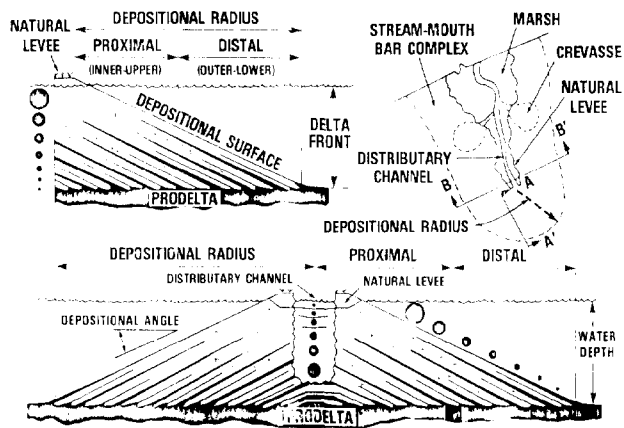 DEPOSITIONAL RADIUS
NATURAL
LEVEE
PROXIMAL
DISTAL
(INNER-UPPER)
(OUTER-LOWER)
DEPOSITIONAL SURFACE
DELTA
FRONT
PRODELTA
STREAM-MOUTH
BAR COMPLEX
MARSH
CREVASSE
NATURAL
LEVEE
DISTRIBUTARY
CHANNEL
B
B'
A
A'
DEPOSITIONAL RADIUS
DEPOSITIONAL RADIUS
PROXIMAL
DISTAL
DISTRIBUTARY CHANNEL
NATURAL LEVEE
DEPOSITIONAL ANGLE
WATER
DEPTH
PRODELTA